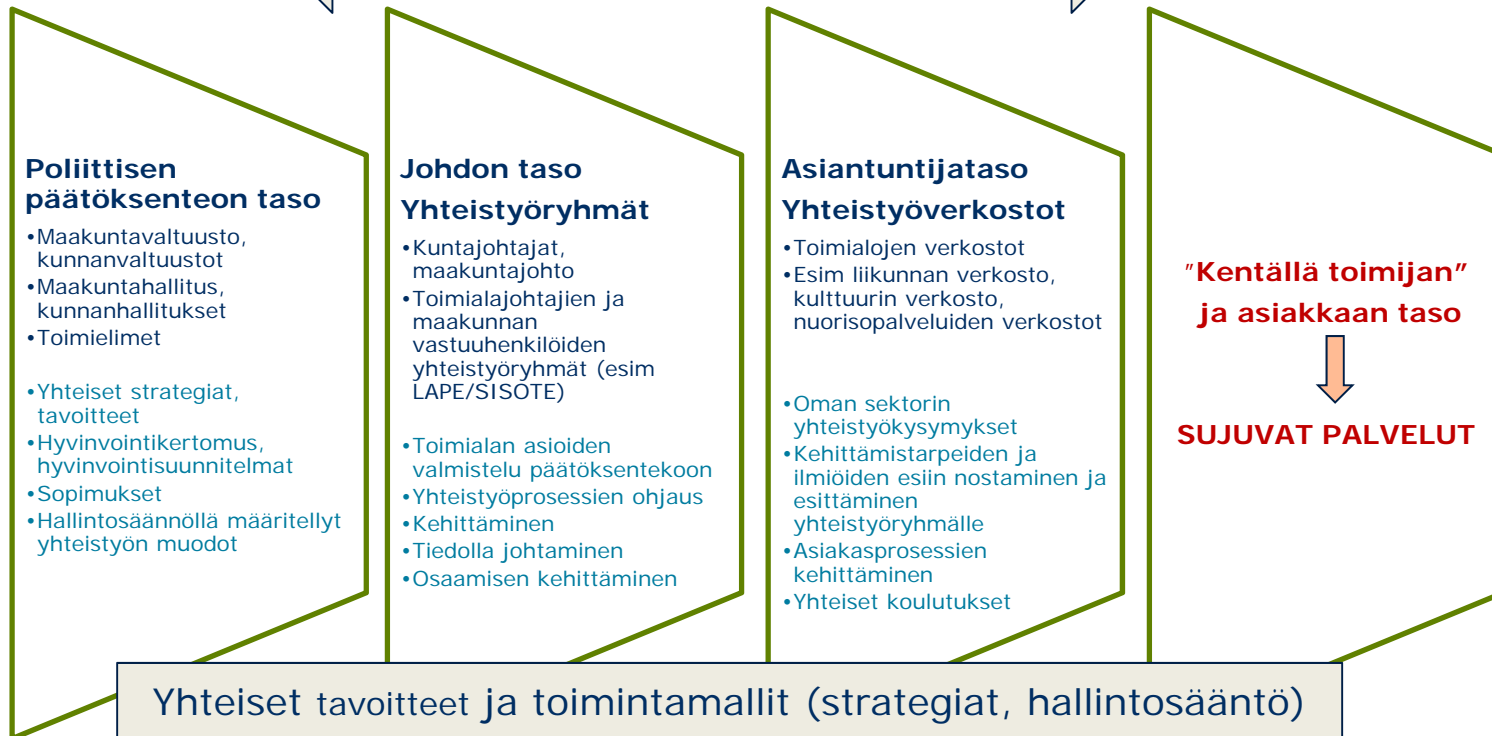 Poliittisen
päätöksenteon taso
•Maakuntavaltuusto,
kunnanvaltuustot
•Maakuntahallitus,
kunnanhallitukset
•Toimielimet
•Yhteiset strategiat,
tavoitteet
•Hyvinvointikertomus,
hyvinvointisuunnitelmat
•Sopimukset
•Hallintosäännöllä määritellyt
yhteistyön muodot
Johdon taso
Yhteistyöryhmät
•Kuntajohtajat,
maakuntajohto
•Toimialajohtajien ja
maakunnan
vastuuhenkilöiden
yhteistyöryhmät (esim
LAPE/SISOTE)
•Toimialan asioiden
valmistelu päätöksentekoon
•Yhteistyöprosessien ohjaus
•Kehittäminen
•Tiedolla johtaminen
•Osaamisen kehittäminen
Asiantuntijataso
Yhteistyöverkostot
•Toimialojen verkostot
•Esim liikunnan verkosto,
kulttuurin verkosto,
nuorisopalveluiden verkostot
•Oman sektorin
yhteistyökysymykset
•Kehittämistarpeiden ja
ilmiöiden esiin nostaminen ja
esittäminen
yhteistyöryhmälle
•Asiakasprosessien
kehittäminen
•Yhteiset koulutukset
"Kentällä toimijan"
ja asiakkaan taso
SUJUVAT PALVELUT
Yhteiset tavoitteet ja toimintamallit (strategiat, hallintosääntö)